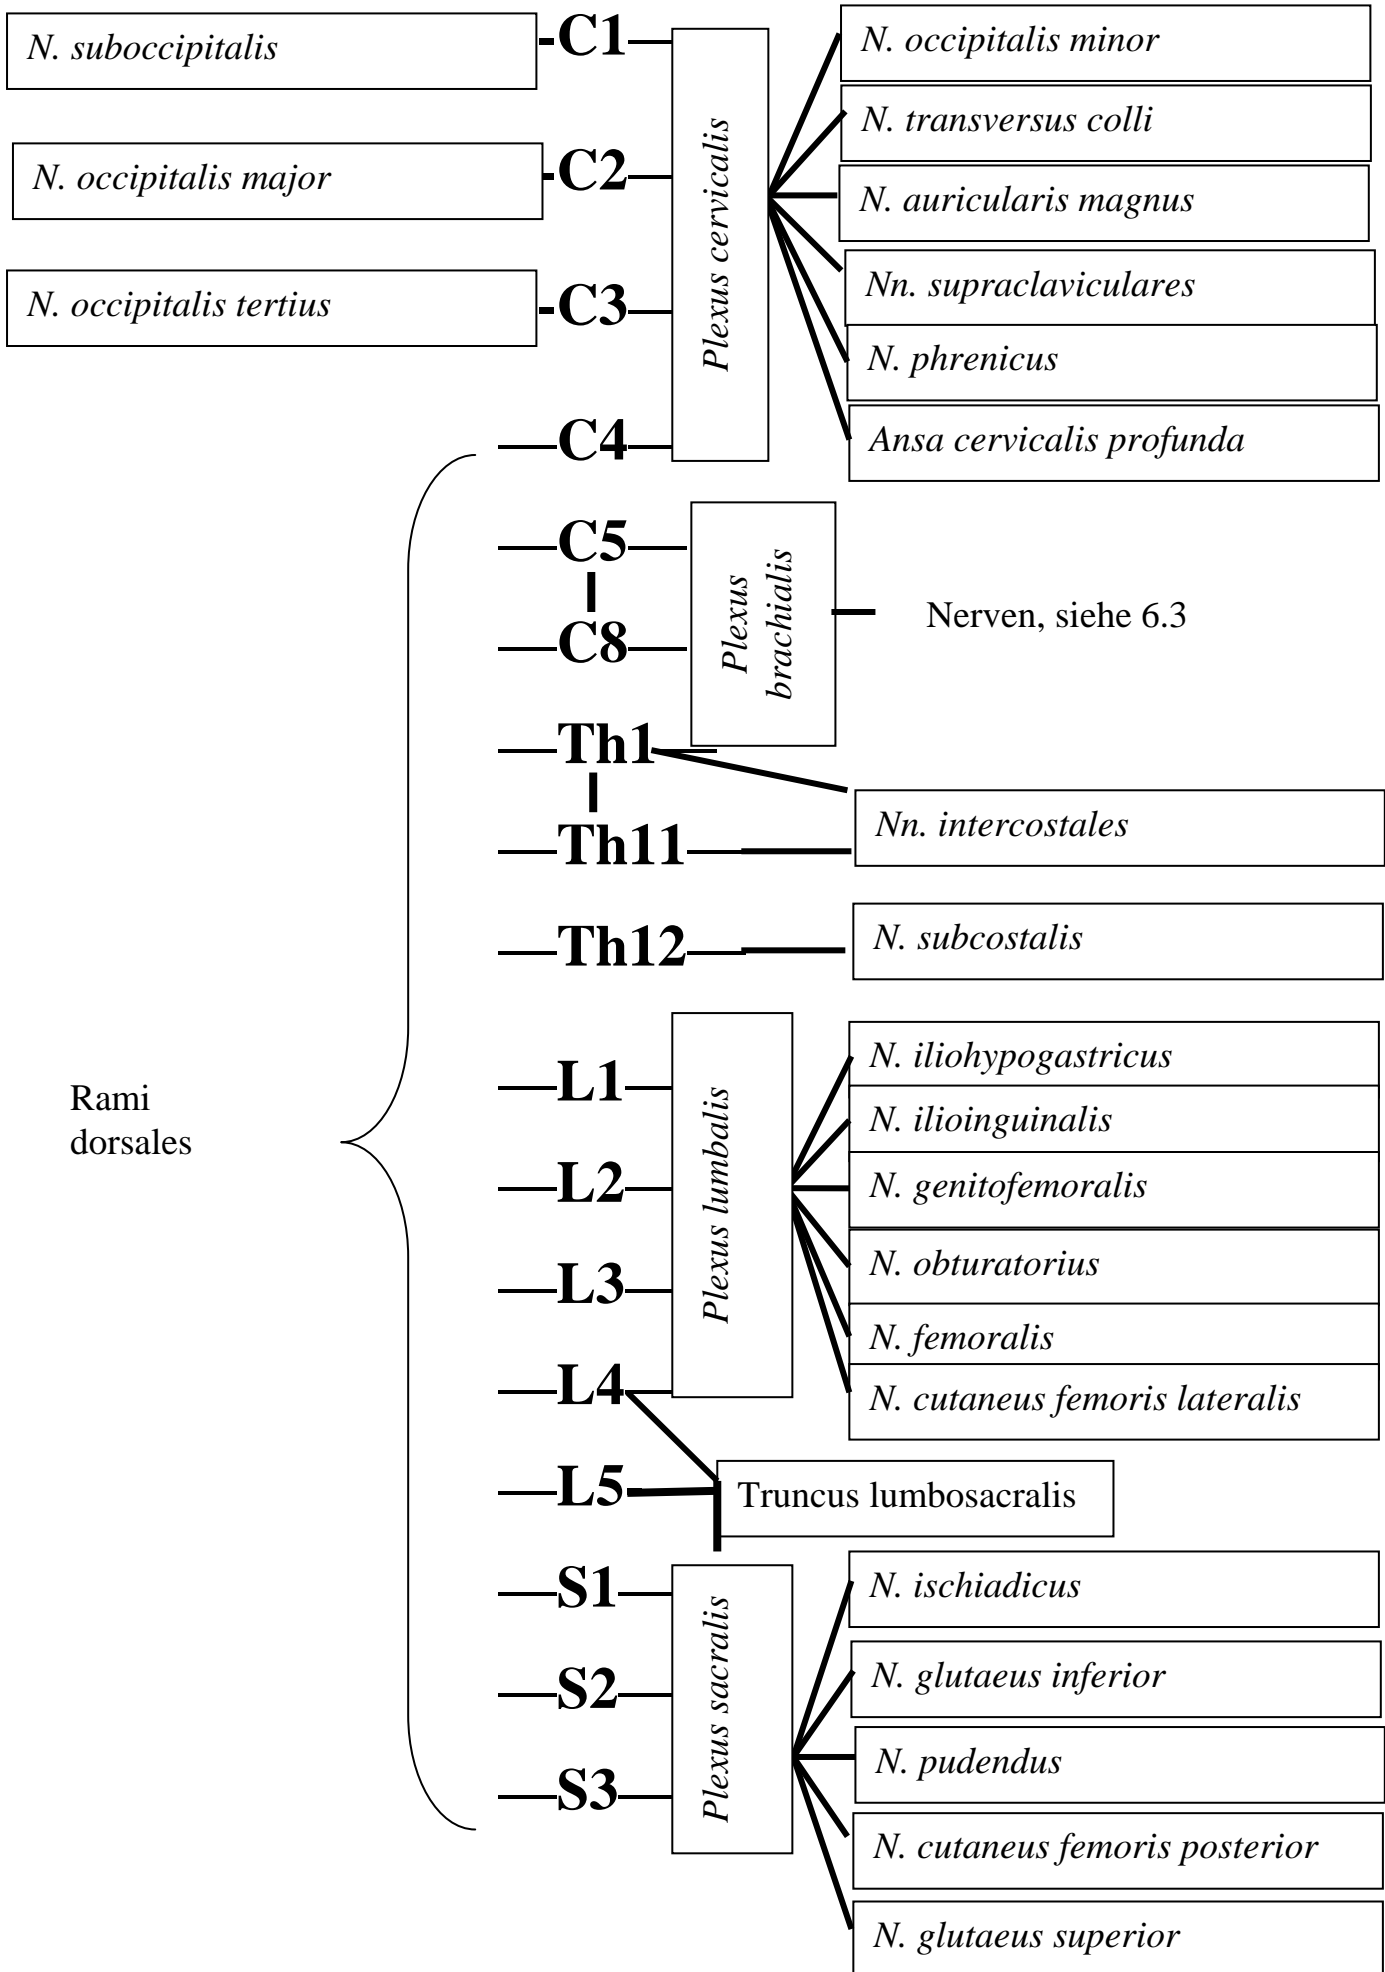 N. suboccipitalis
C1
N. occipitalis major
C2
N. occipitalis tertius
C3
C4
Plexus cervicalis
N. occipitalis minor
N. transversus colli
N. auricularis magnus
Nn. supraclaviculares
N. phrenicus
Ansa cervicalis profunda
C5
C8
Plexus
brachialis
Nerven, siehe 6.3
Th1
Th11
Nn. intercostales
Th12
N. subcostalis
Rami
dorsales
L1
L2
L3
L4
L5
Plexus lumbalis
N. iliohypogastricus
N. ilioinguinalis
N. genitofemoralis
N. obturatorius
N. femoralis
N. cutaneus femoris lateralis
Truncus lumbosacralis
S1
S2
S3
Plexus sacralis
N. ischiadicus
N. glutaeus inferior
N. pudendus
N. cutaneus femoris posterior
N. glutaeus superior